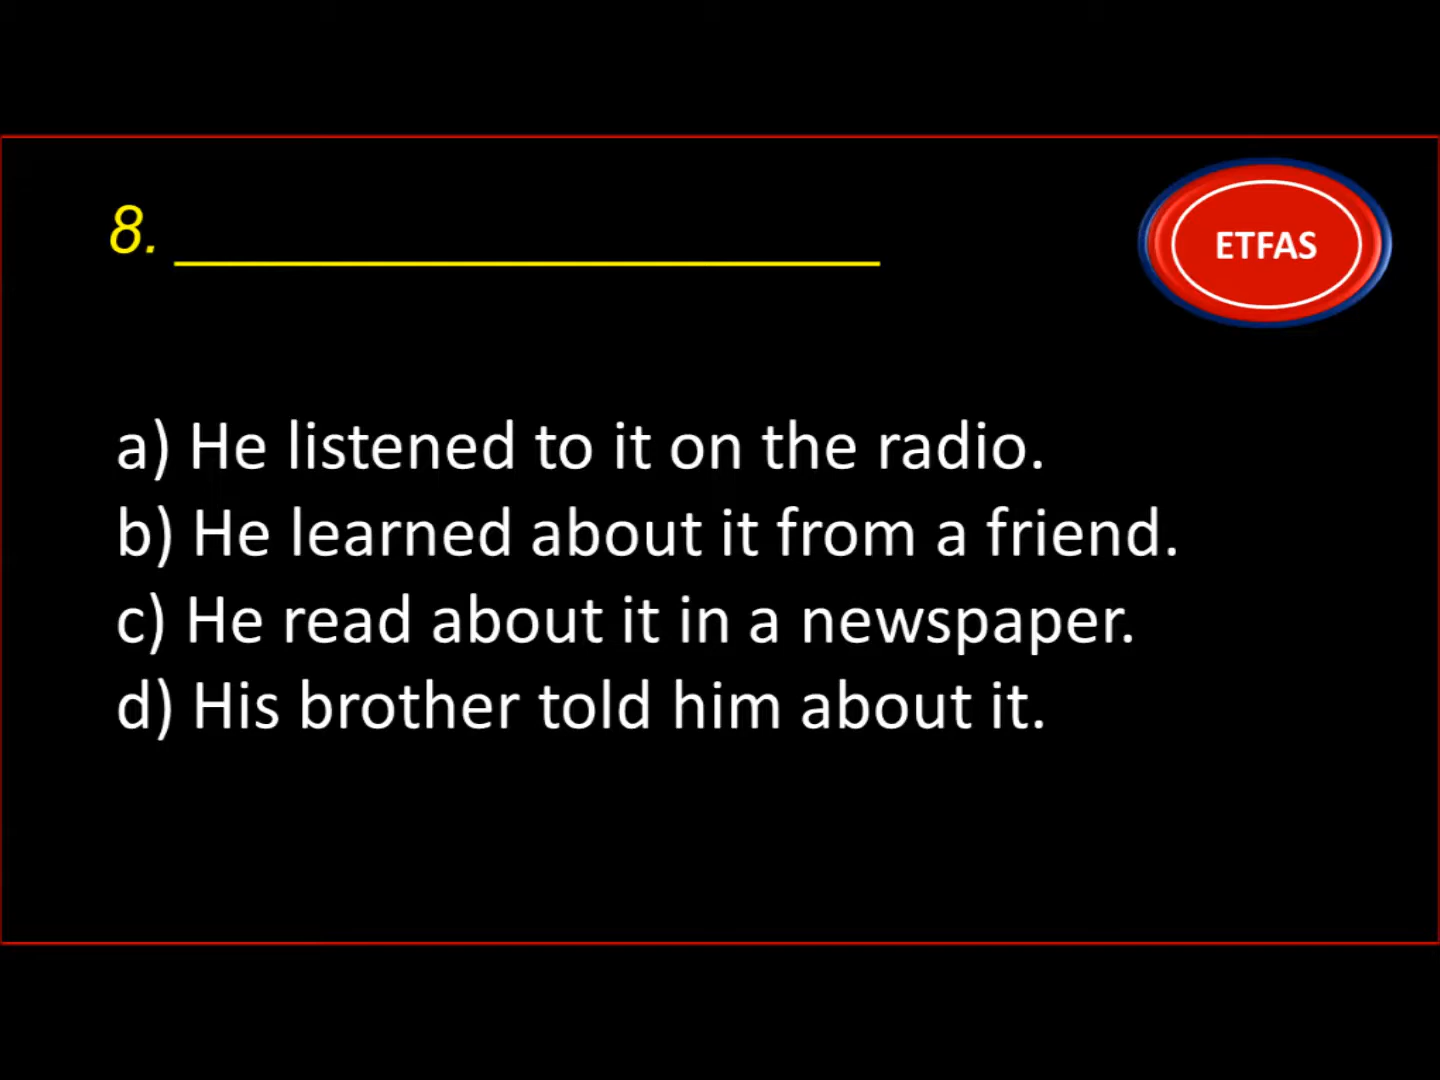 8. ______________________
ETFAS
a) He listened to it on the radio.
b) He learned about it from a friend.
c) He read about it in a newspaper.
d) His brother told him about it.